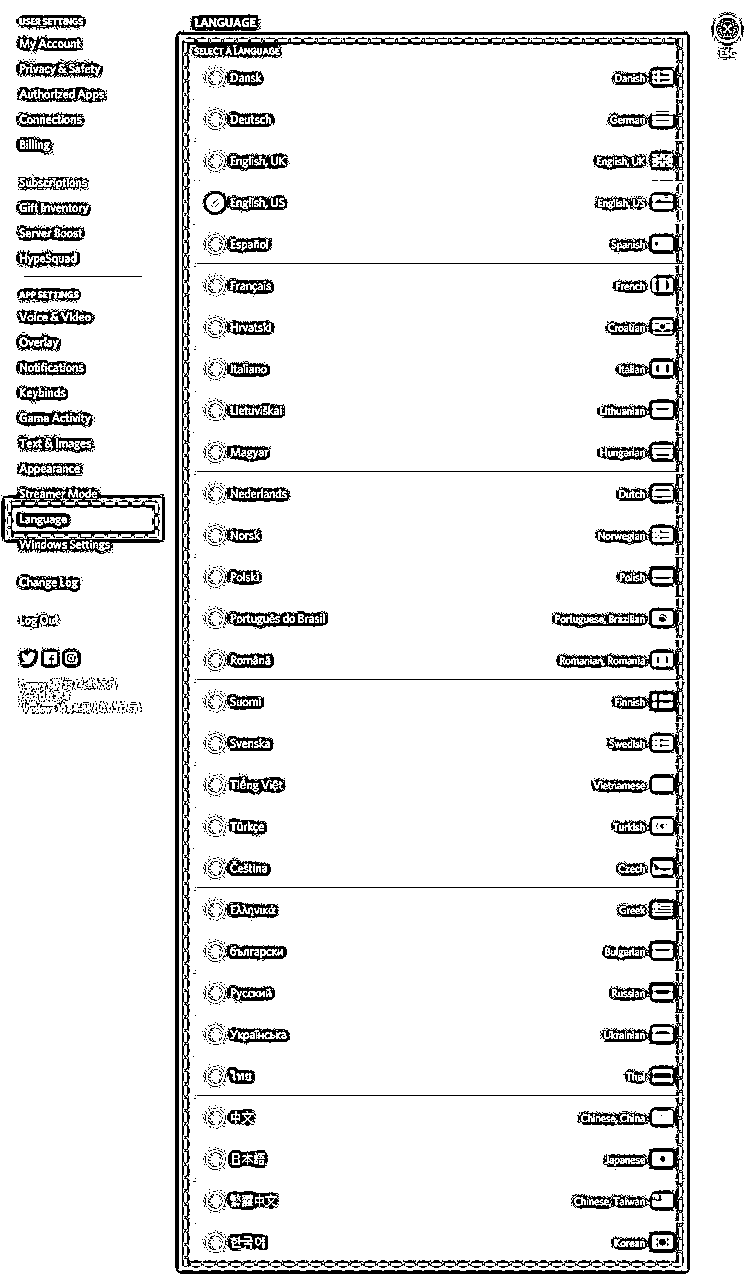 USER SETTINGS
My Account
Privacy & Safety
Authorized Apps
Connections
Billing
Subscriptions
Gift Inventory
Server Boost
HypeSquad
APP SETTINGS
Voice & Video
Overlay
Notifications
Keybinds
Game Activity
Text & Images
Appearance
Streamer Mode
Language
Windows Settings
Change Log
Log Out
LANGUAGE
SELECT A LANGUAGE
Dansk Danish
Deutsch German
English, UK English, UK
English, US English, US
Español Spanish
Français French
Hrvatski Croatian
Italiano Italian
Lietuviškai Lithuanian
Magyar Hungarian
Nederlands Dutch
Norsk Norwegian
Polski Polish
Português do Brasil Portuguese, Brazilian
Română Romanian, Romania
Suomi Finnish
Svenska Swedish
Tiếng Việt Vietnamese
Türkçe Turkish
Čeština Czech
Ελληνικά Greek
български Bulgarian
Русский Russian
Українська Ukrainian
ไทย Thai
中文 Chinese, China
日本語 Japanese
繁體中文 Chinese, Taiwan
한국어 Korean